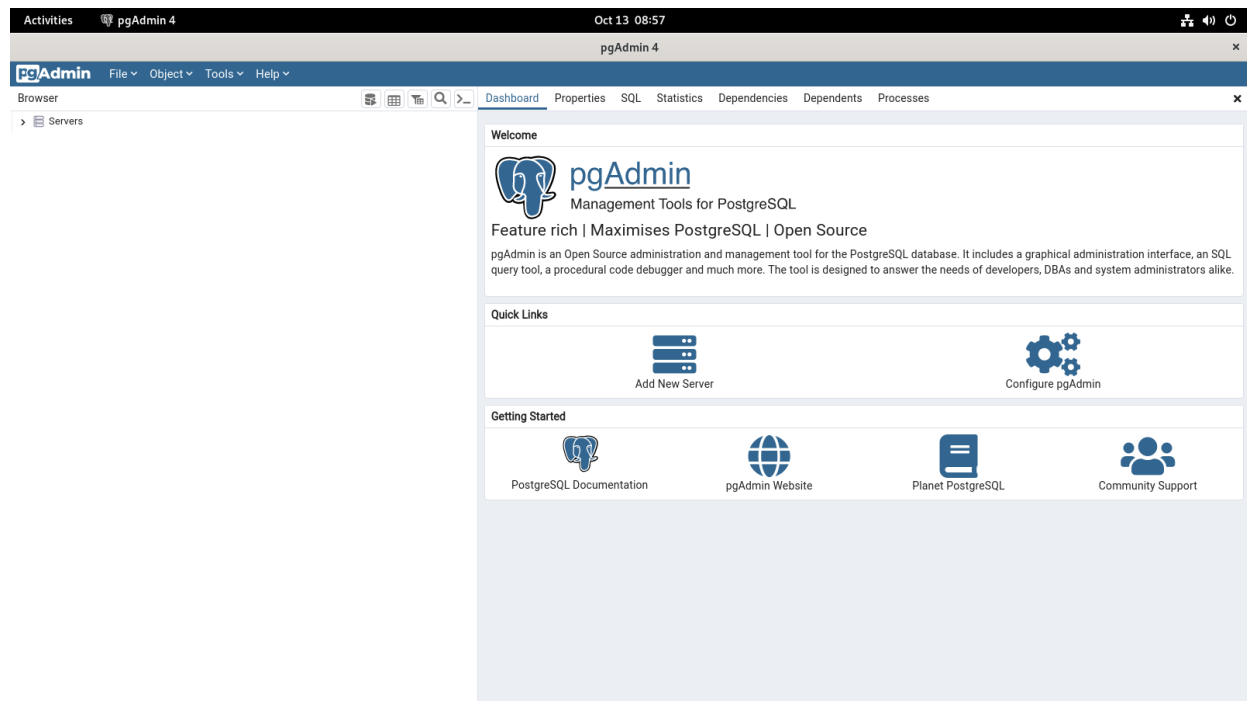 Activities pgAdmin 4 Oct 13 08:57
pgAdmin 4
pgAdmin File Object Tools Help
Browser
Dashboard Properties SQL Statistics Dependencies Dependents Processes
Servers
Welcome
pgAdmin
Management Tools for PostgreSQL
Feature rich | Maximises PostgreSQL | Open Source
pgAdmin is an Open Source administration and management tool for the PostgreSQL database. It includes a graphical administration interface, an SQL
query tool, a procedural code debugger and much more. The tool is designed to answer the needs of developers, DBAs and system administrators alike.
Quick Links
Add New Server Configure pgAdmin
Getting Started
PostgreSQL Documentation pgAdmin Website Planet PostgreSQL Community Support